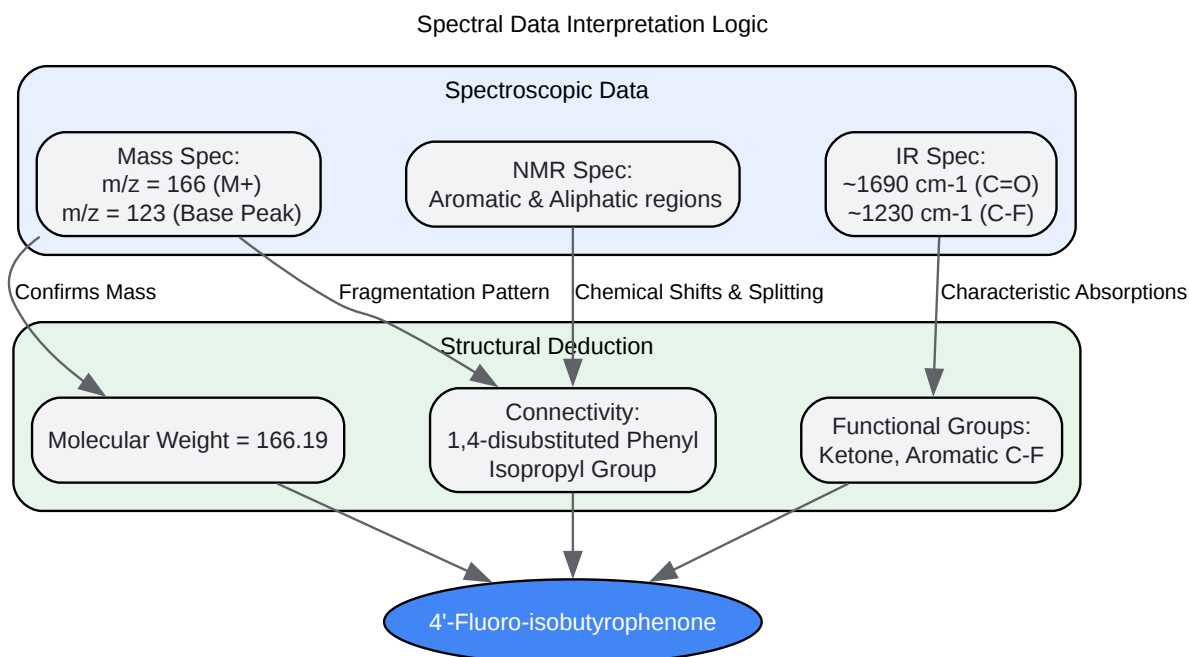 Spectral Data Interpretation Logic
Spectroscopic Data
Mass Spec:
m/z = 166 (M+)
m/z = 123 (Base Peak)
NMR Spec:
Aromatic & Aliphatic regions
IR Spec:
~1690 cm-1 (C=O)
~1230 cm-1 (C-F)
Confirms Mass
Fragmentation Pattern
Chemical Shifts & Splitting
Characteristic Absorptions
Structural Deduction
Molecular Weight = 166.19
Connectivity:
1,4-disubstituted Phenyl
Isopropyl Group
Functional Groups:
Ketone, Aromatic C-F
4'-Fluoro-isobutyrophenone